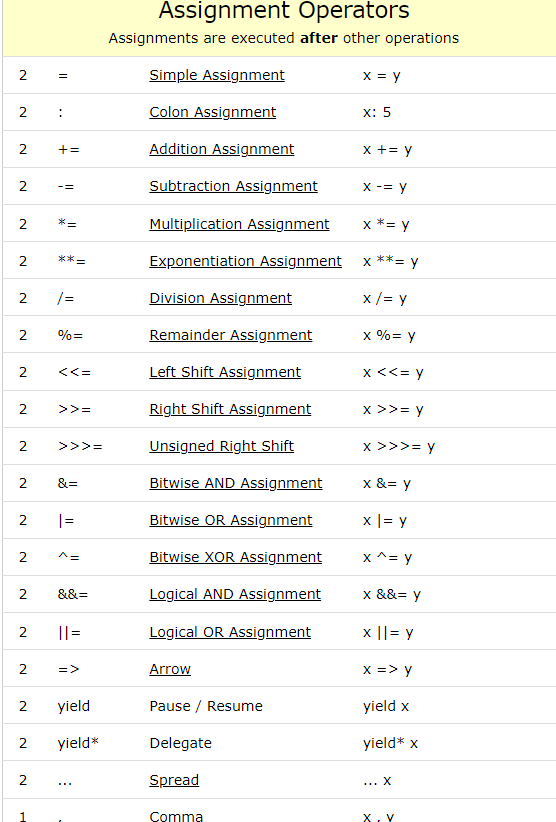 Assignment Operators
Assignments are executed after other operations
2 = Simple Assignment x = y
2 : Colon Assignment x: 5
2 += Addition Assignment x += y
2 -= Subtraction Assignment x -= y
2 *= Multiplication Assignment x *= y
2 **= Exponentiation Assignment x **= y
2 /= Division Assignment x /= y
2 %= Remainder Assignment x %= y
2 <<= Left Shift Assignment x <<= y
2 >>= Right Shift Assignment x >>= y
2 >>>= Unsigned Right Shift x >>>= y
2 &= Bitwise AND Assignment x &= y
2 |= Bitwise OR Assignment x |= y
2 ^= Bitwise XOR Assignment x ^= y
2 &&= Logical AND Assignment x &&= y
2 ||= Logical OR Assignment x ||= y
2 => Arrow x => y
2 yield Pause / Resume yield x
2 yield* Delegate yield* x
2 ... Spread ... x
1 , Comma x , y